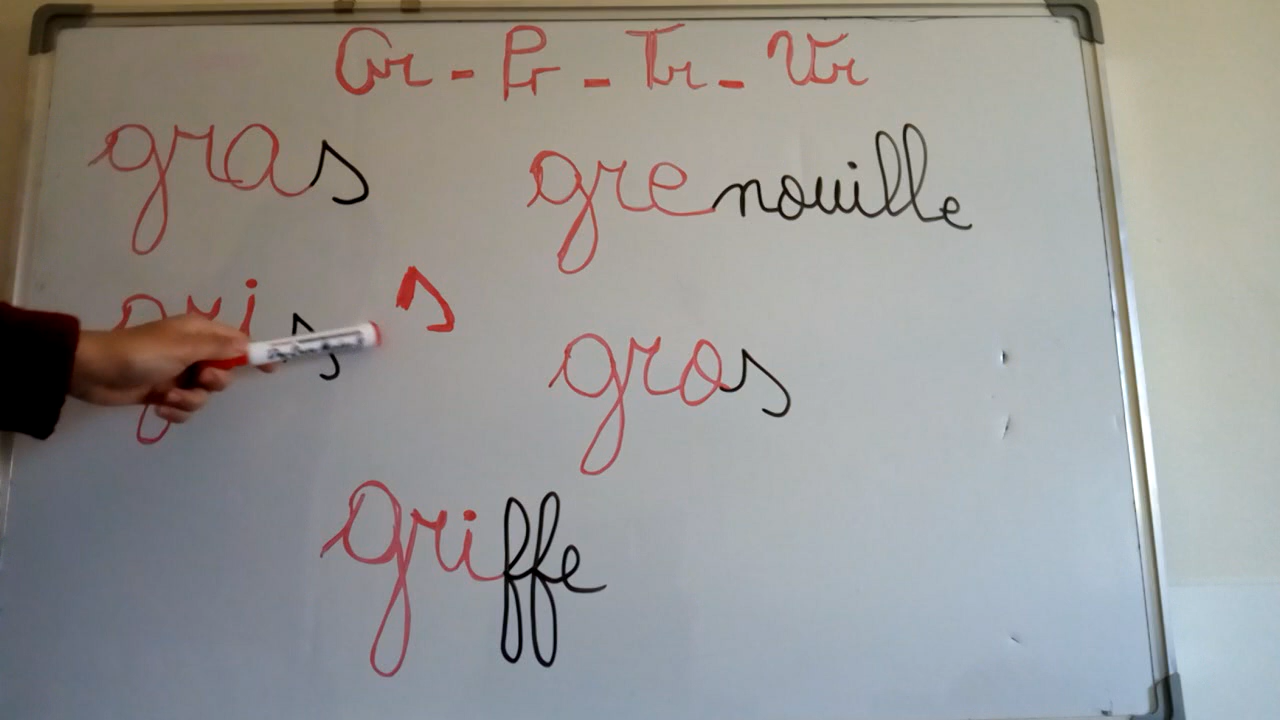 Gr - Pr - Tr - Vr
gras grenouille
gris s
gros
griffe